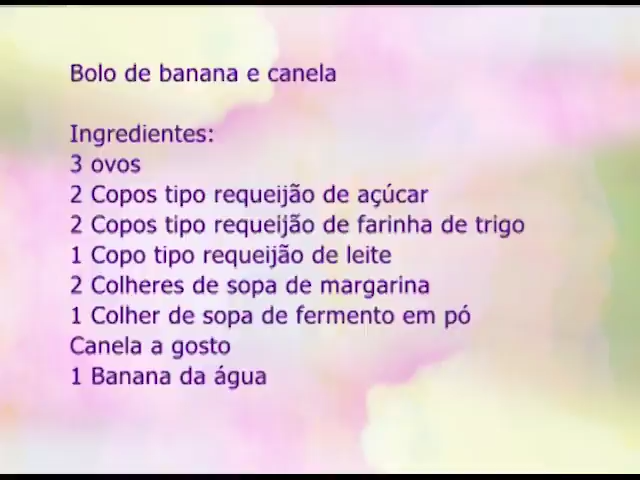 Bolo de banana e canela
Ingredientes:
3 ovos
2 Copos tipo requeijão de açúcar
2 Copos tipo requeijão de farinha de trigo
1 Copo tipo requeijão de leite
2 Colheres de sopa de margarina
1 Colher de sopa de fermento em pó
Canela a gosto
1 Banana da água